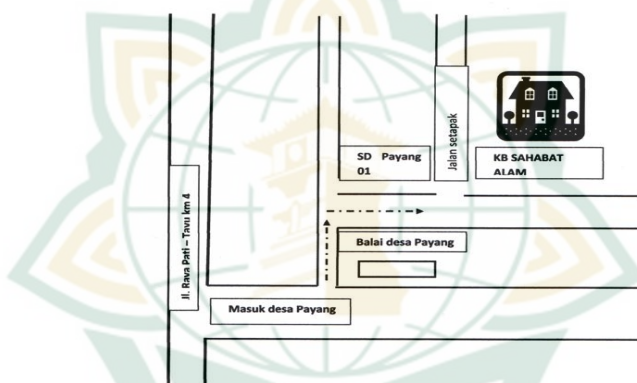 SD Payang
01
Jalan setapak
KB SAHABAT
ALAM
Jl. Raya Pati – Tayu km 4
Balai desa Payang
Masuk desa Payang